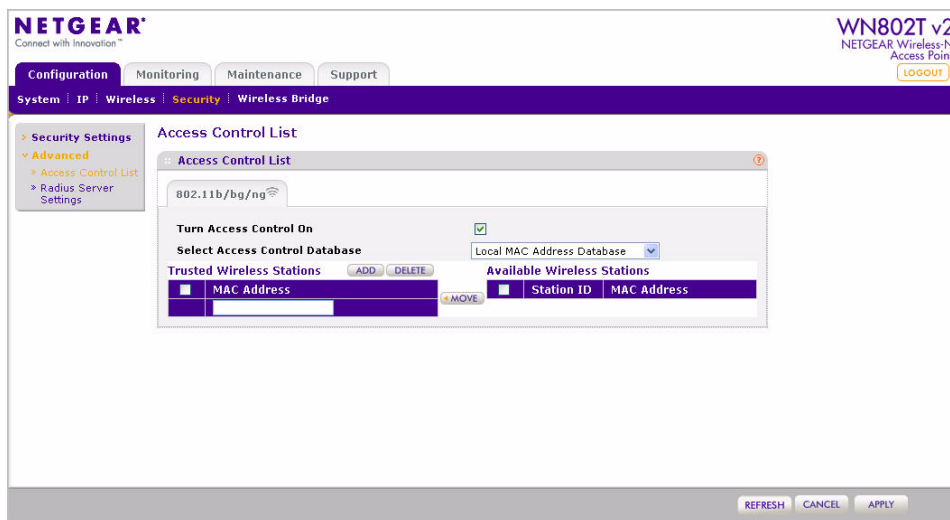 NETGEAR®
Connect with Innovation™
WN802T v2
NETGEAR Wireless-N
Access Poin
LOGOUT
Configuration Monitoring Maintenance Support
System IP Wireless Security Wireless Bridge
Security Settings
Advanced
Access Control List
Radius Server
Settings
Access Control List
Access Control List ?
802.11b/bg/ng
Turn Access Control On
Select Access Control Database Local MAC Address Database
Trusted Wireless Stations ADD DELETE Available Wireless Stations
MAC Address MOVE Station ID MAC Address
REFRESH CANCEL APPLY